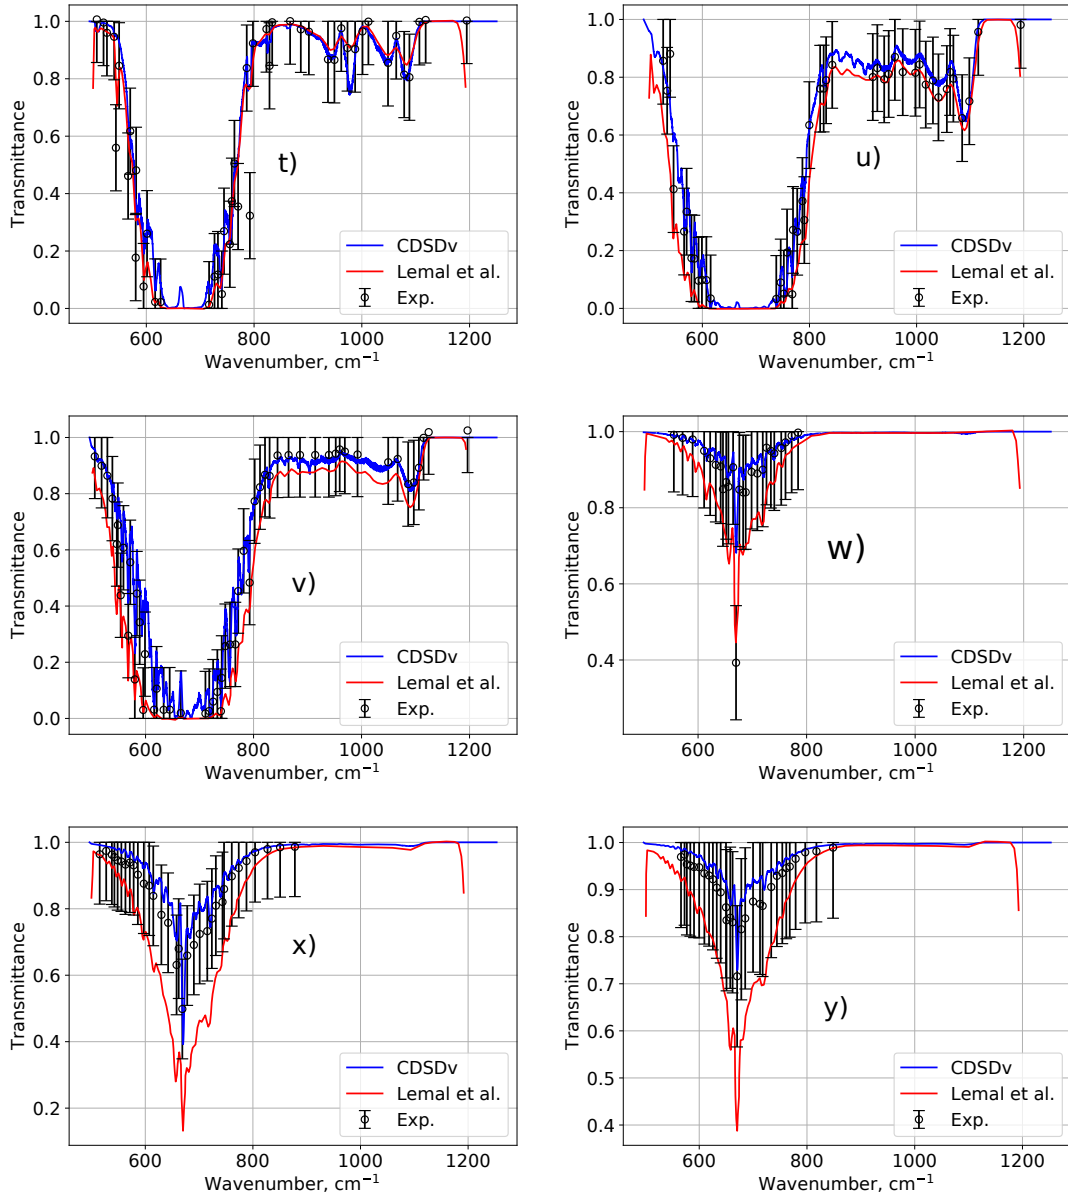 1.0
0.8
0.6
0.4
0.2
0.0
Transmittance
t)
CDSDv
Lemal et al.
Exp.
600 800 1000 1200
Wavenumber, cm⁻¹
1.0
0.8
0.6
0.4
0.2
0.0
Transmittance
u)
CDSDv
Lemal et al.
Exp.
600 800 1000 1200
Wavenumber, cm⁻¹
1.0
0.8
0.6
0.4
0.2
0.0
Transmittance
v)
CDSDv
Lemal et al.
Exp.
600 800 1000 1200
Wavenumber, cm⁻¹
1.0
0.8
0.6
0.4
Transmittance
w)
CDSDv
Lemal et al.
Exp.
600 800 1000 1200
Wavenumber, cm⁻¹
1.0
0.8
0.6
0.4
0.2
Transmittance
x)
CDSDv
Lemal et al.
Exp.
600 800 1000 1200
Wavenumber, cm⁻¹
1.0
0.9
0.8
0.7
0.6
0.5
0.4
Transmittance
y)
CDSDv
Lemal et al.
Exp.
600 800 1000 1200
Wavenumber, cm⁻¹